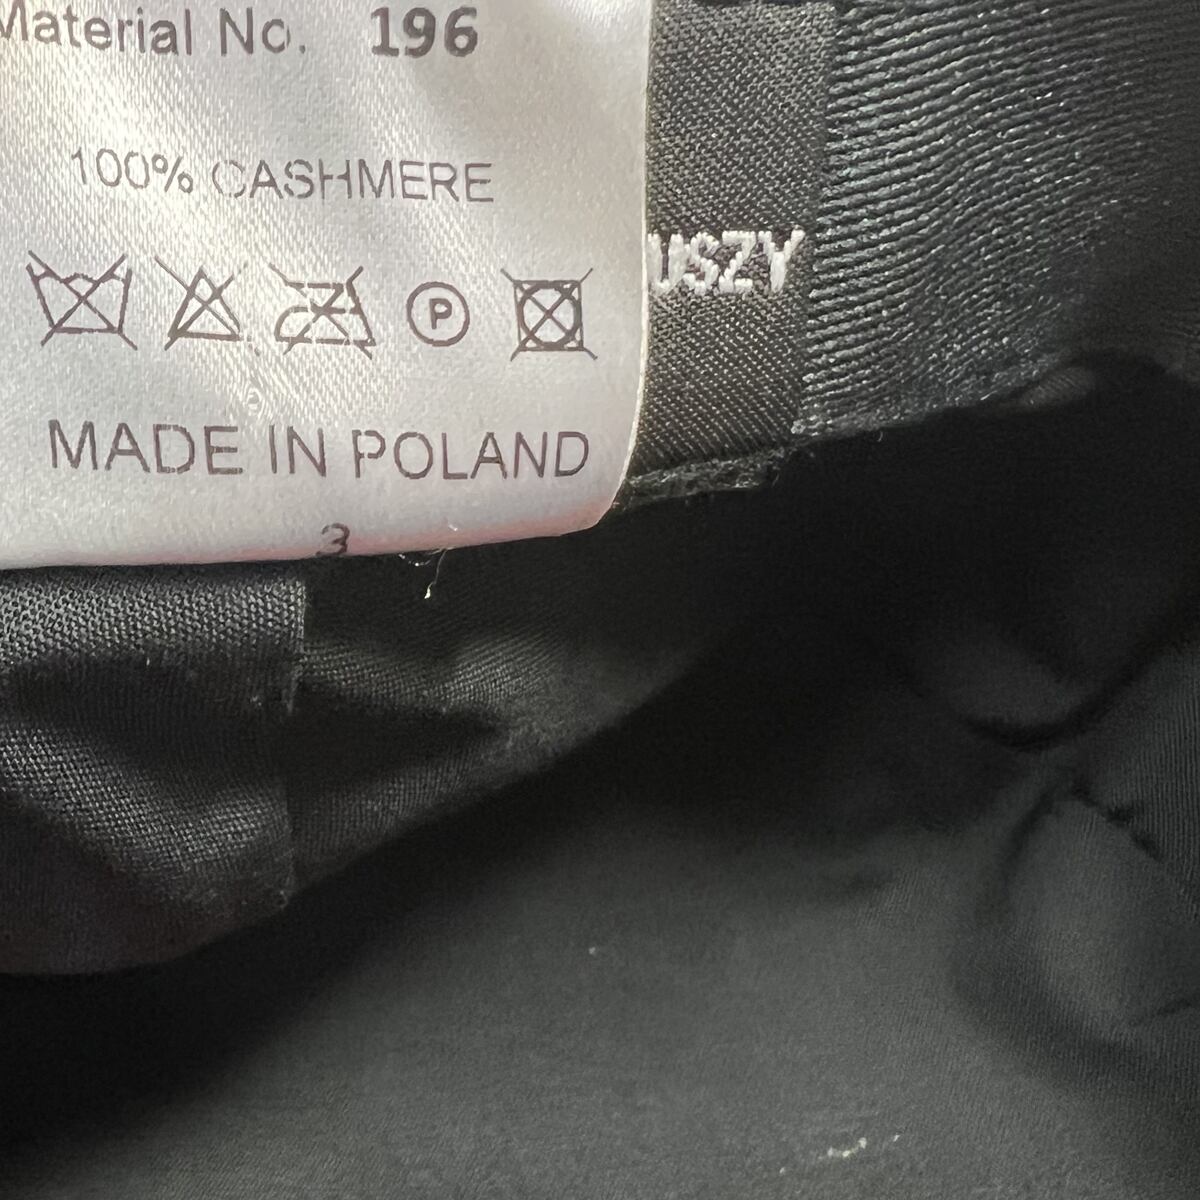 Material No. 196
100% CASHMERE
USZY
P
MADE IN POLAND
3